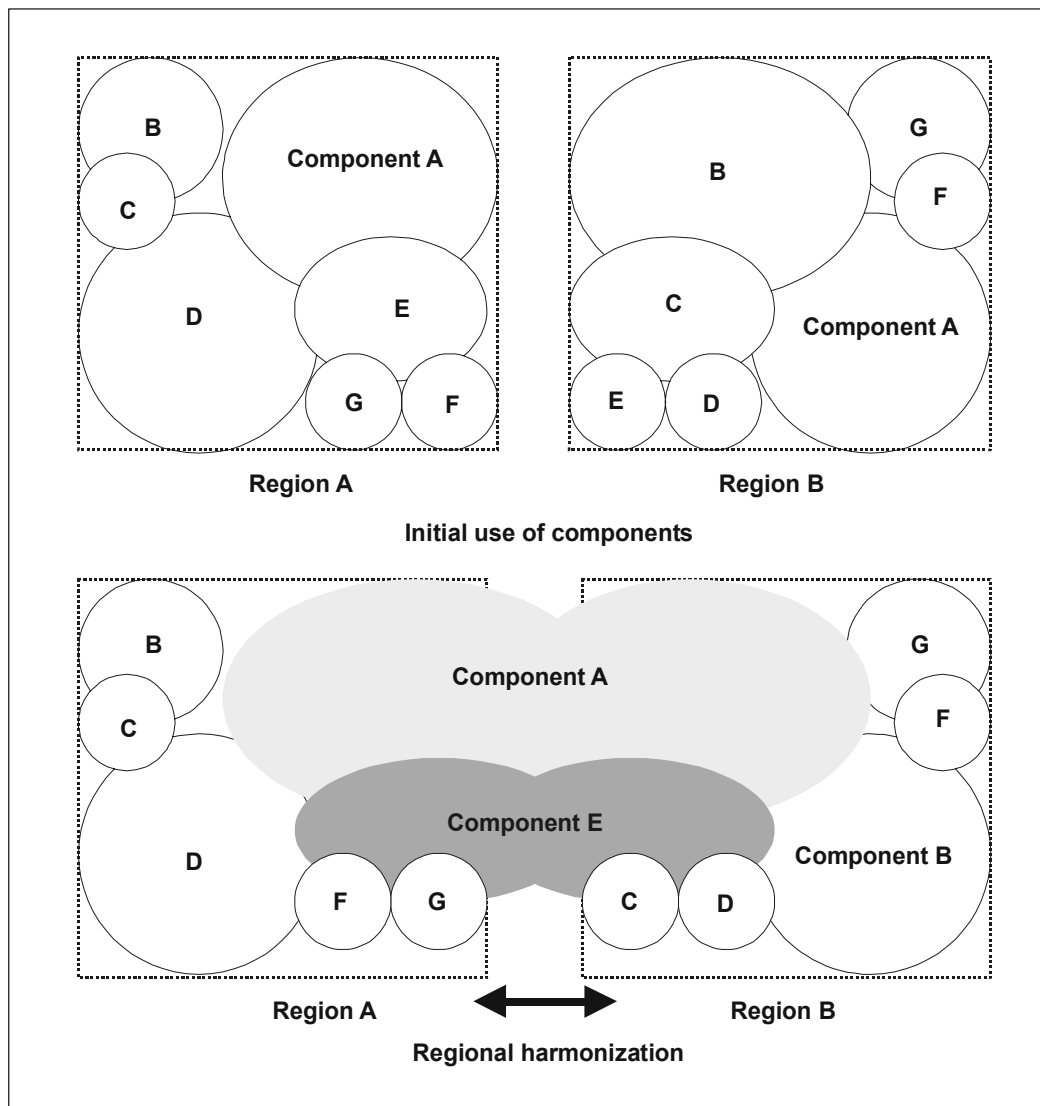 B
Component A
C
D
E
G
F
Region A
B
G
F
C
Component A
E
D
Region B
Initial use of components
B
C
D
F
G
Component A
Component E
G
F
Component B
C
D
Region A
Region B
Regional harmonization